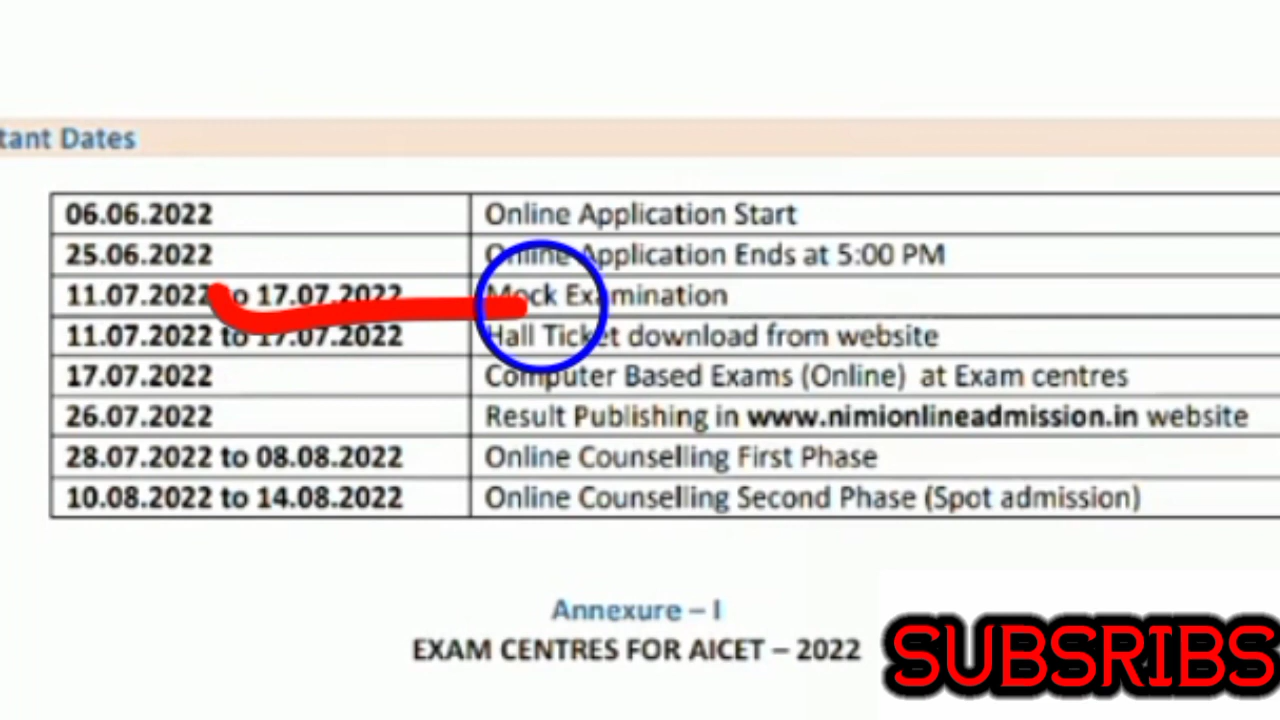 tant Dates
06.06.2022 Online Application Start
25.06.2022 Online Application Ends at 5:00 PM
11.07.2022 to 17.07.2022 Mock Examination
11.07.2022 to 17.07.2022 Hall Ticket download from website
17.07.2022 Computer Based Exams (Online) at Exam centres
26.07.2022 Result Publishing in www.nimionlineadmission.in website
28.07.2022 to 08.08.2022 Online Counselling First Phase
10.08.2022 to 14.08.2022 Online Counselling Second Phase (Spot admission)
Annexure – I
EXAM CENTRES FOR AICET – 2022
SUBSRIBS